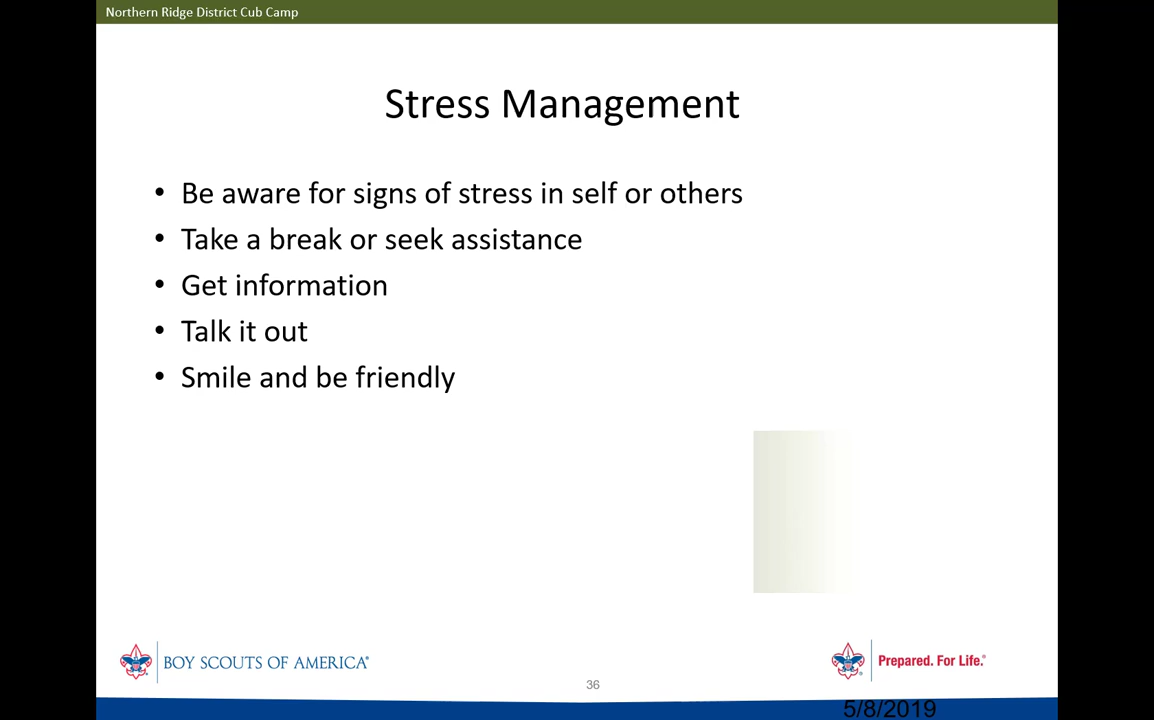 Northern Ridge District Cub Camp
Stress Management
• Be aware for signs of stress in self or others
• Take a break or seek assistance
• Get information
• Talk it out
• Smile and be friendly
BOY SCOUTS OF AMERICA®
Prepared. For Life.®
36
5/8/2019